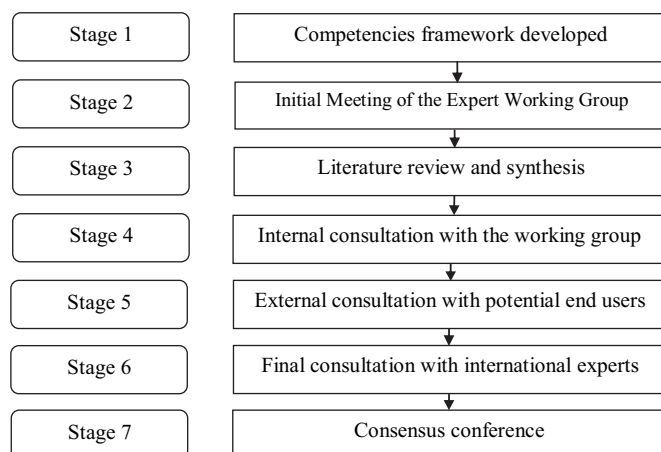 Stage 1
Competencies framework developed
Stage 2
Initial Meeting of the Expert Working Group
Stage 3
Literature review and synthesis
Stage 4
Internal consultation with the working group
Stage 5
External consultation with potential end users
Stage 6
Final consultation with international experts
Stage 7
Consensus conference